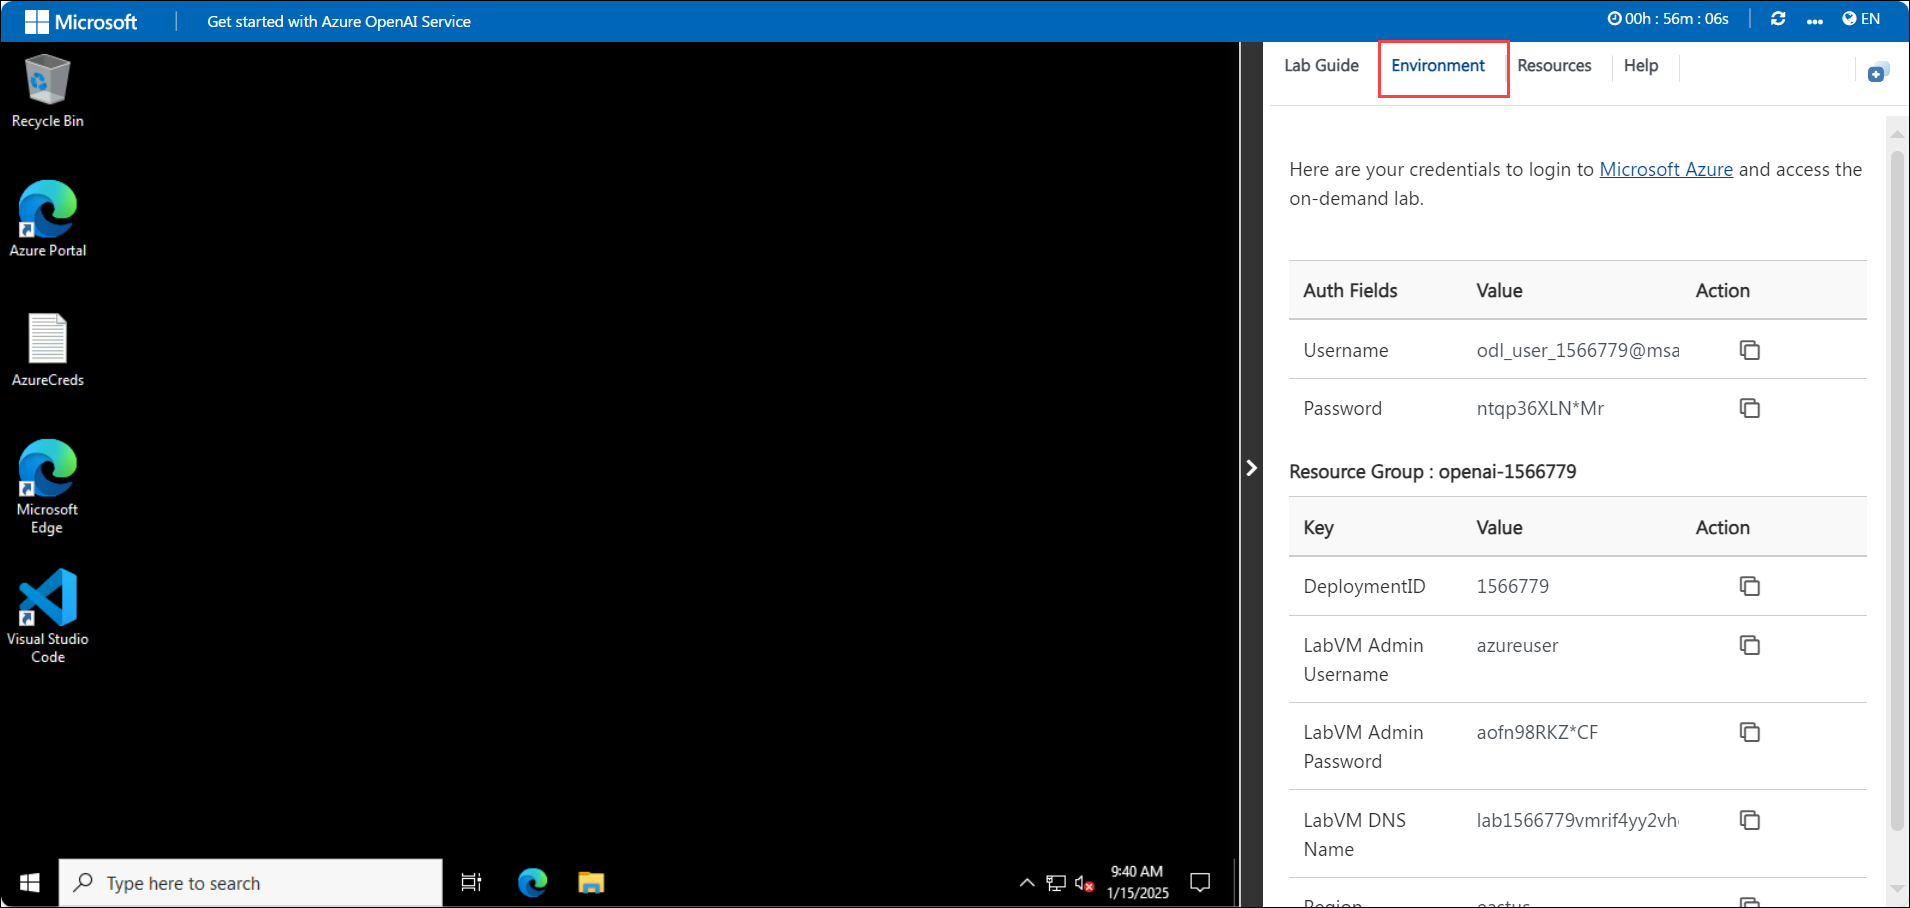 Microsoft
Get started with Azure OpenAI Service
00h : 56m : 06s
EN
Recycle Bin
Azure Portal
AzureCreds
Microsoft
Edge
Visual Studio
Code
Lab Guide
Environment
Resources
Help
Here are your credentials to login to Microsoft Azure and access the
on-demand lab.
Auth Fields Value Action
Username odl_user_1566779@msa
Password ntqp36XLN*Mr
Resource Group : openai-1566779
Key Value Action
DeploymentID 1566779
LabVM Admin
Username
azureuser
LabVM Admin
Password
aofn98RKZ*CF
LabVM DNS
Name
lab1566779vmrif4yy2vh
Region eastus
Type here to search
9:40 AM
1/15/2025